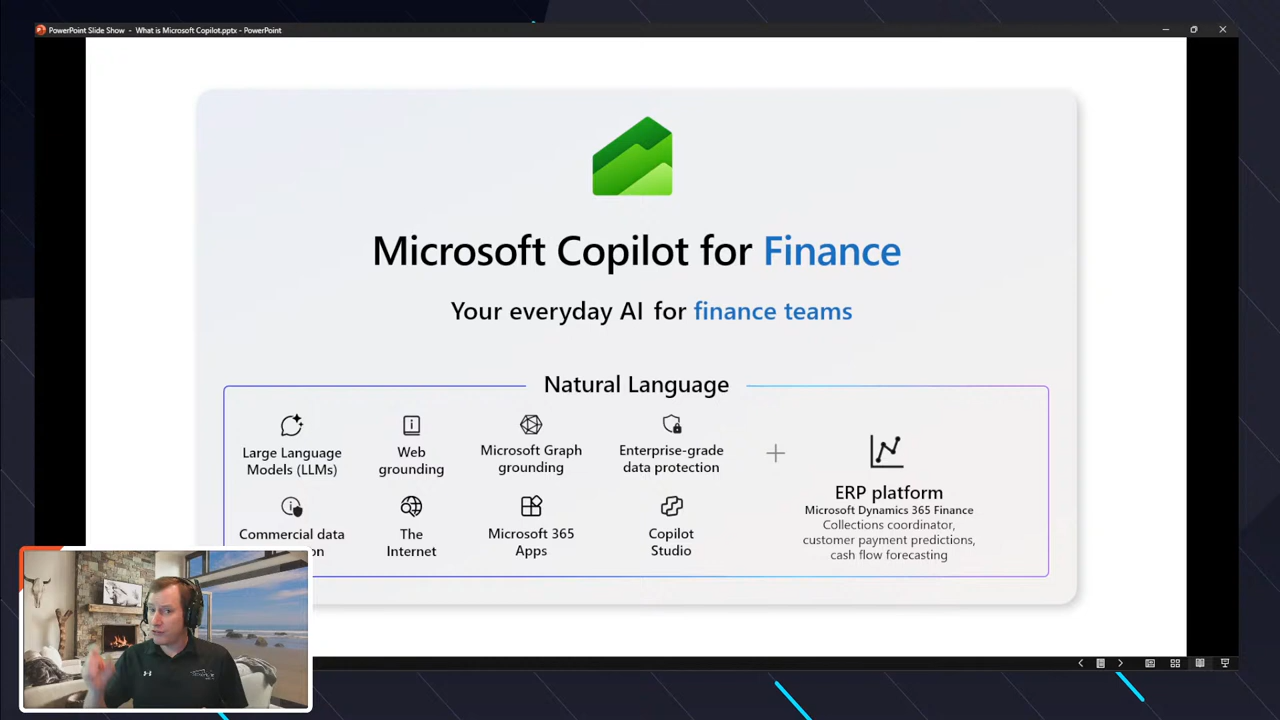 PowerPoint Slide Show - What is Microsoft Copilot.pptx - PowerPoint
Microsoft Copilot for Finance
Your everyday AI for finance teams
Natural Language
Large Language
Models (LLMs)
Web
grounding
Microsoft Graph
grounding
Enterprise-grade
data protection
Commercial data
on
The
Internet
Microsoft 365
Apps
Copilot
Studio
+
ERP platform
Microsoft Dynamics 365 Finance
Collections coordinator,
customer payment predictions,
cash flow forecasting